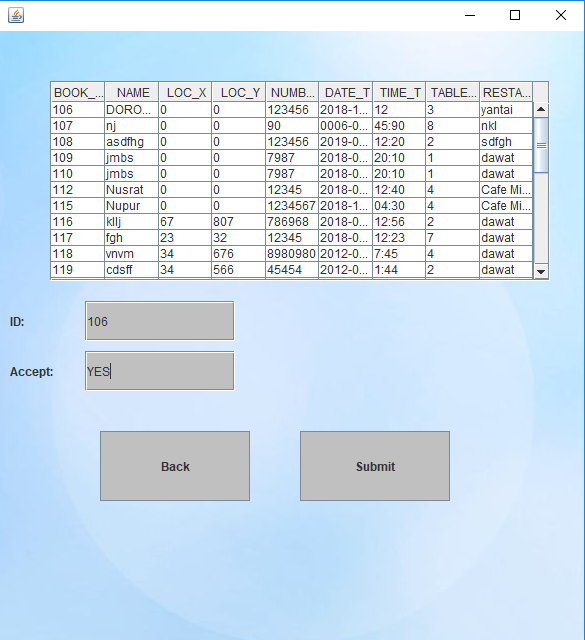 BOOK_... NAME LOC_X LOC_Y NUMB... DATE_T TIME_T TABLE... RESTA...
106 DORO... 0 0 123456 2018-1... 12 3 yantai
107 nj 0 0 90 0006-0... 45:90 8 nkl
108 asdfhg 0 0 123456 2019-0... 12:20 2 sdfgh
109 jmbs 0 0 7987 2018-0... 20:10 1 dawat
110 jmbs 0 0 7987 2018-0... 20:10 1 dawat
112 Nusrat 0 0 12345 2018-0... 12:40 4 Cafe Mi...
115 Nupur 0 0 1234567 2018-1... 04:30 4 Cafe Mi...
116 kllj 67 807 786968 2018-0... 12:56 2 dawat
117 fgh 23 32 12345 2018-0... 12:23 7 dawat
118 vnvm 34 676 8980980 2012-0... 7:45 4 dawat
119 cdsff 34 566 45454 2012-0... 1:44 2 dawat
ID: 106
Accept: YES
Back Submit